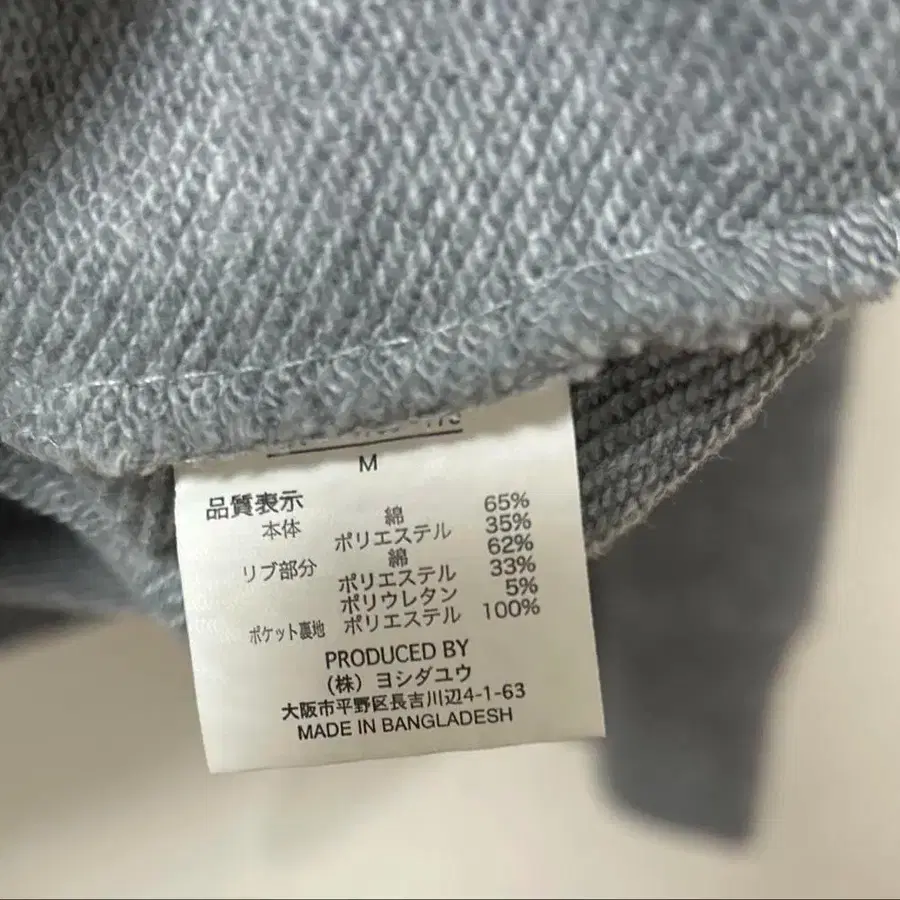 M
品質表示
本体 綿 65%
ポリエステル 35%
リブ部分 綿 62%
ポリエステル 33%
ポリウレタン 5%
ポケット裏地 ポリエステル 100%
PRODUCED BY
(株) ヨシダユウ
大阪市平野区長吉川辺4-1-63
MADE IN BANGLADESH